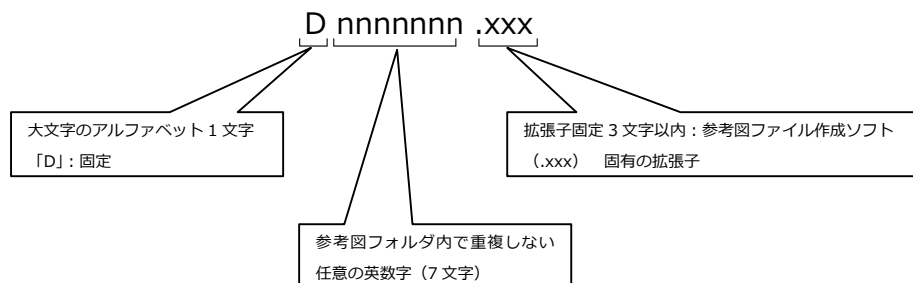 D nnnnnnn .xxx
大文字のアルファベット 1 文字
「D」：固定
拡張子固定 3 文字以内：参考図ファイル作成ソフト
（.xxx） 固有の拡張子
参考図フォルダ内で重複しない
任意の英数字（7 文字）